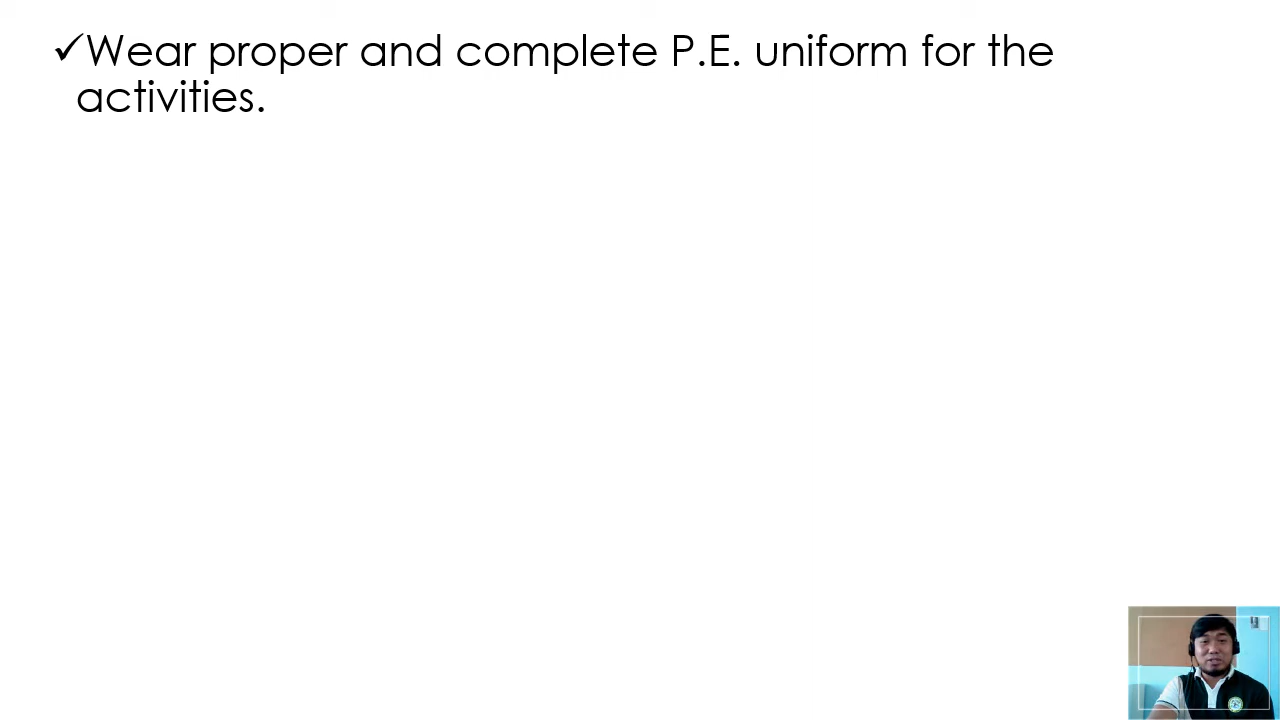 ✓Wear proper and complete P.E. uniform for the
activities.